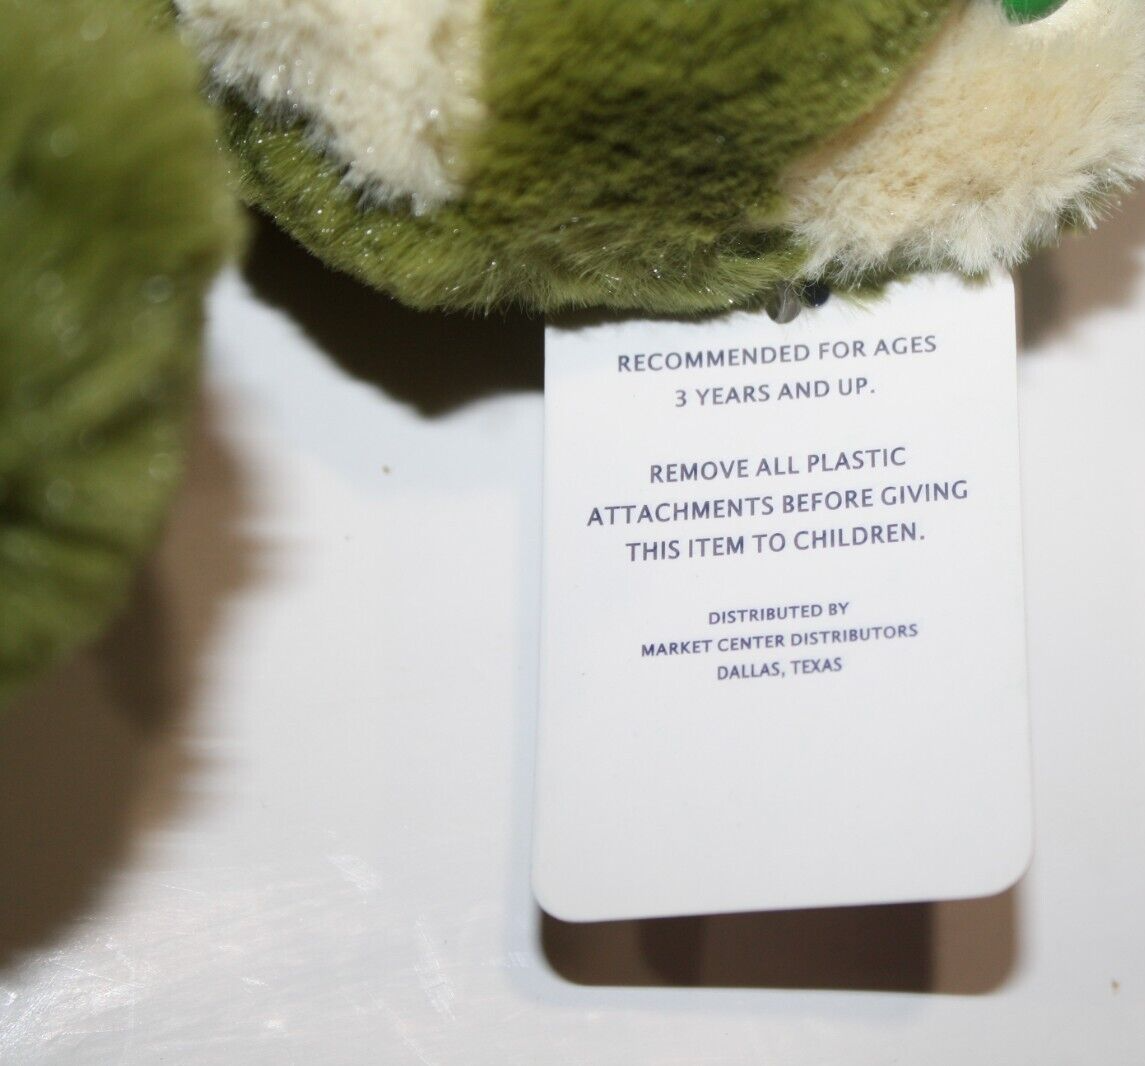 RECOMMENDED FOR AGES
3 YEARS AND UP.
REMOVE ALL PLASTIC
ATTACHMENTS BEFORE GIVING
THIS ITEM TO CHILDREN.
DISTRIBUTED BY
MARKET CENTER DISTRIBUTORS
DALLAS, TEXAS